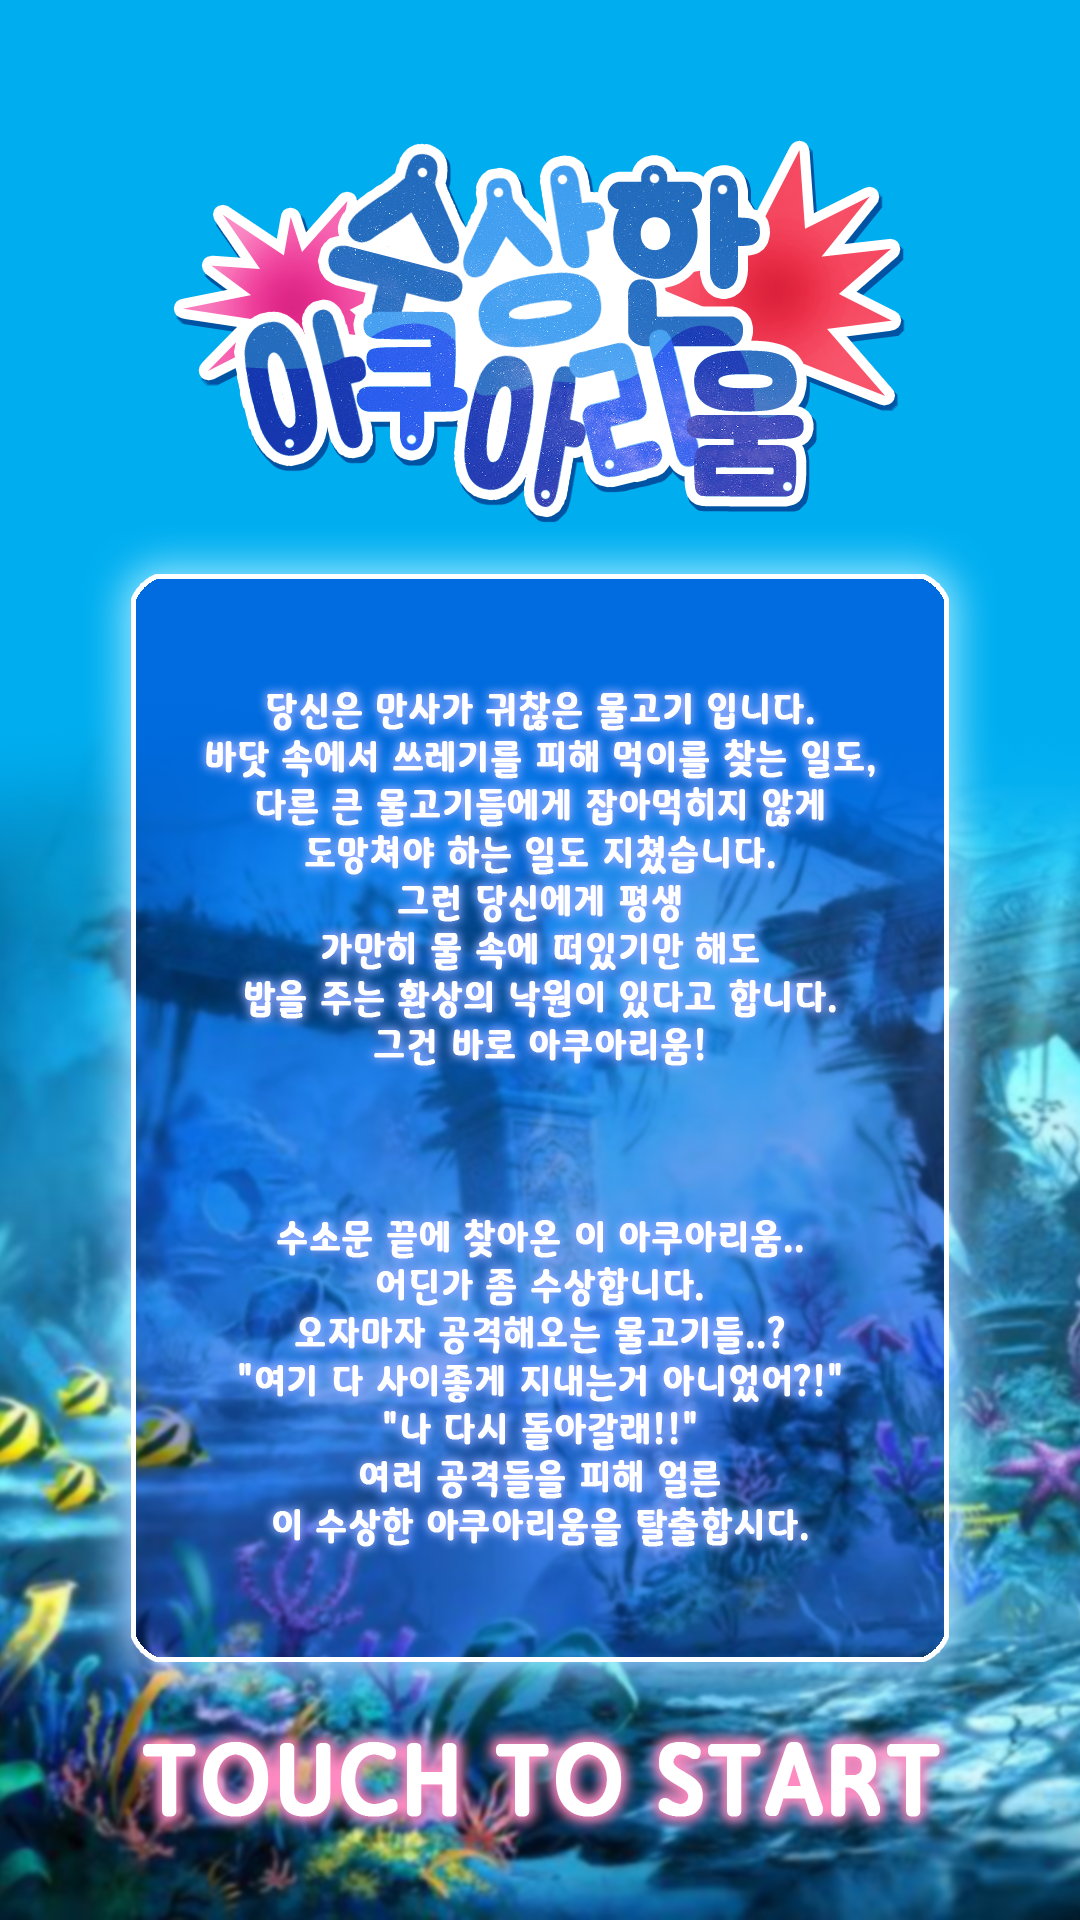 수상한
아쿠아리움
당신은 만사가 귀찮은 물고기 입니다.
바닷 속에서 쓰레기를 피해 먹이를 찾는 일도,
다른 큰 물고기들에게 잡아먹히지 않게
도망쳐야 하는 일도 지쳤습니다.
그런 당신에게 평생
가만히 물 속에 떠있기만 해도
밥을 주는 환상의 낙원이 있다고 합니다.
그건 바로 아쿠아리움!
수소문 끝에 찾아온 이 아쿠아리움..
어딘가 좀 수상합니다.
오자마자 공격해오는 물고기들..?
"여기 다 사이좋게 지내는거 아니었어?!"
"나 다시 돌아갈래!!"
여러 공격들을 피해 얼른
이 수상한 아쿠아리움을 탈출합시다.
TOUCH TO START